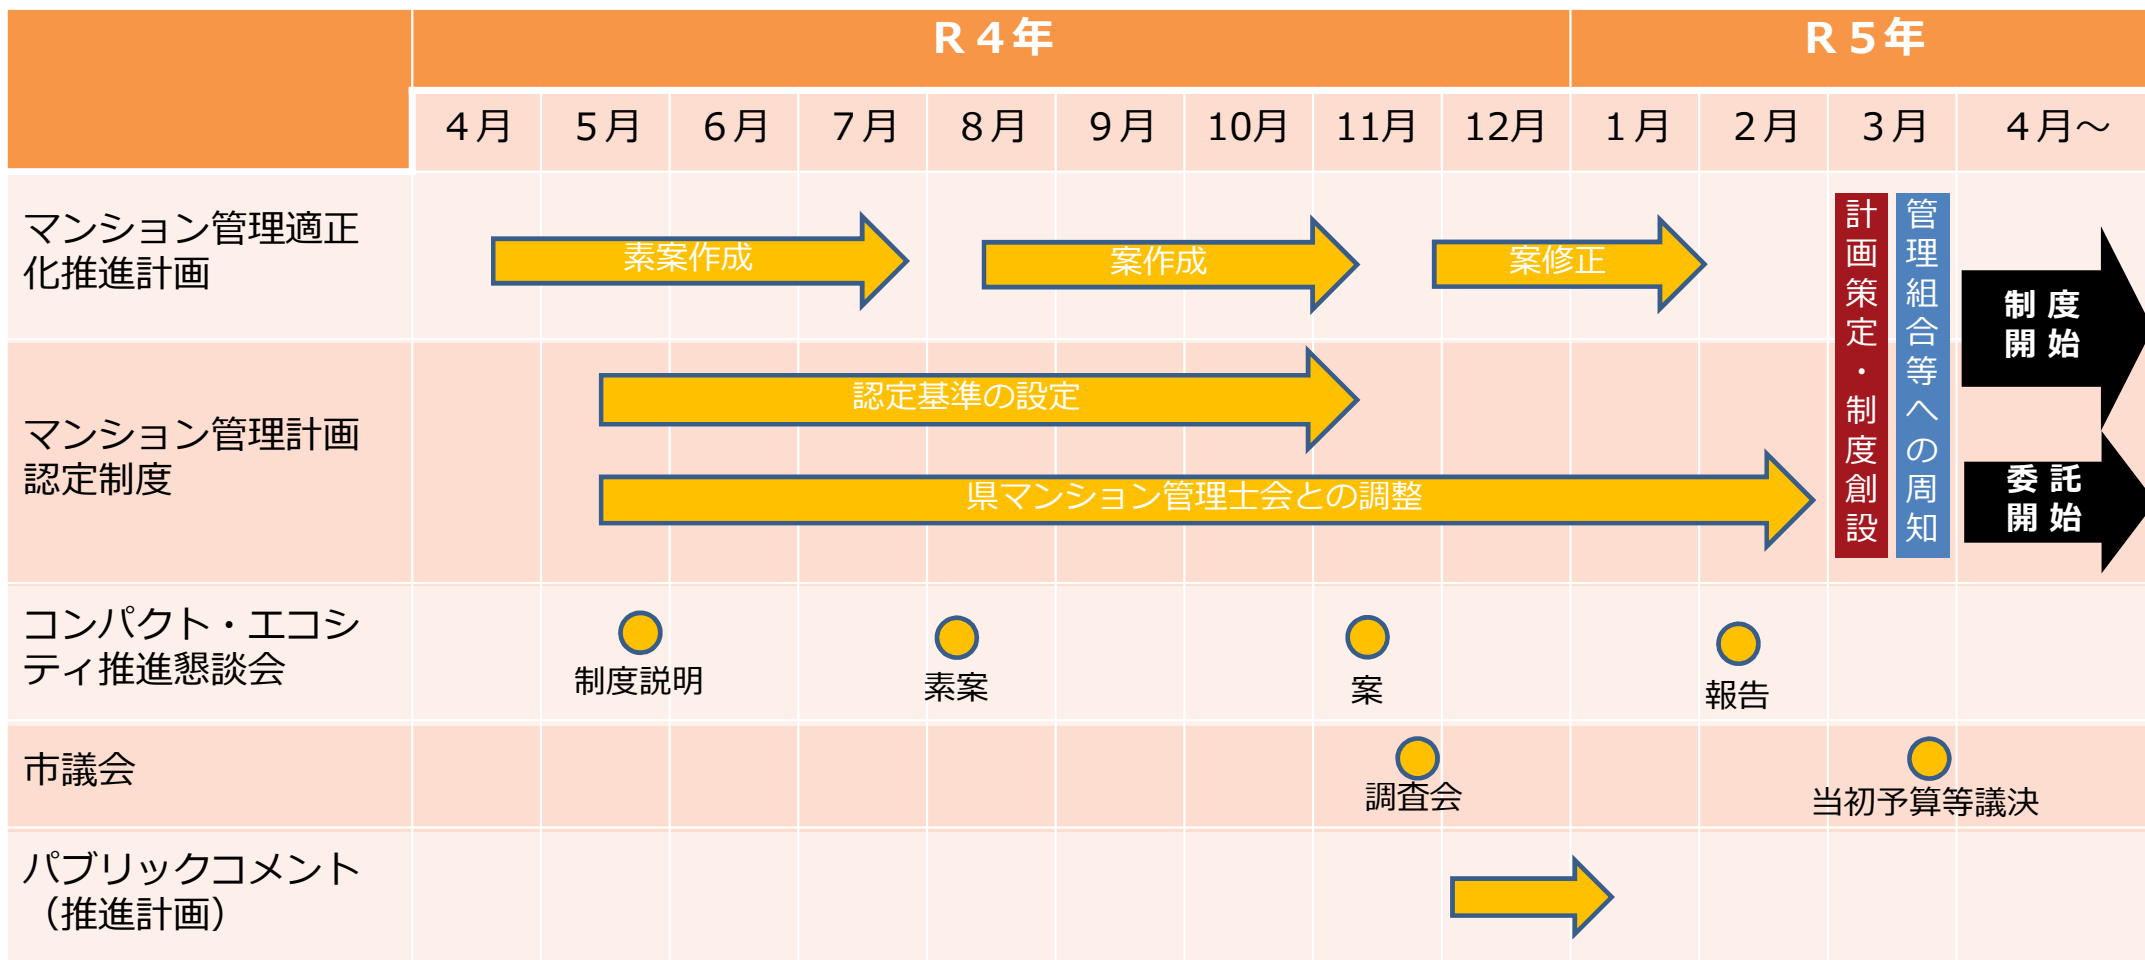 R４年
R５年
４月
５月
６月
７月
８月
９月
10月
11月
12月
１月
２月
３月
４月～
マンション管理適正
化推進計画
素案作成
案作成
案修正
計画策定・制度創設
管理組合等への周知
制度
開始
マンション管理計画
認定制度
認定基準の設定
県マンション管理士会との調整
委託
開始
コンパクト・エコシ
ティ推進懇談会
制度説明
素案
案
報告
市議会
調査会
当初予算等議決
パブリックコメント
（推進計画）